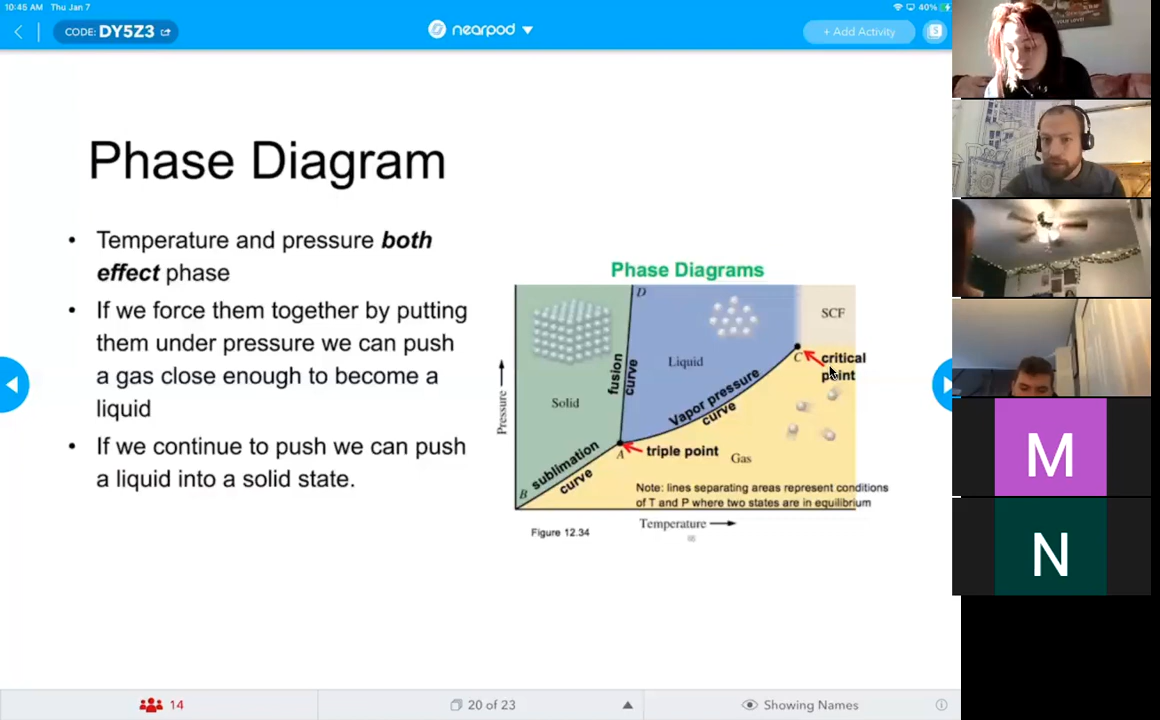 10:45 AM Thu Jan 7
40%
CODE: DY5Z3
nearpod
+ Add Activity
Phase Diagram
• Temperature and pressure both
effect phase
• If we force them together by putting
them under pressure we can push
a gas close enough to become a
liquid
• If we continue to push we can push
a liquid into a solid state.
Phase Diagrams
D
SCF
Liquid
fusion
curve
C
critical
point
Vapor pressure
curve
Solid
Pressure
A
triple point
Gas
sublimation
curve
B
Note: lines separating areas represent conditions
of T and P where two states are in equilibrium
Temperature
Figure 12.34
M
N
14
20 of 23
Showing Names